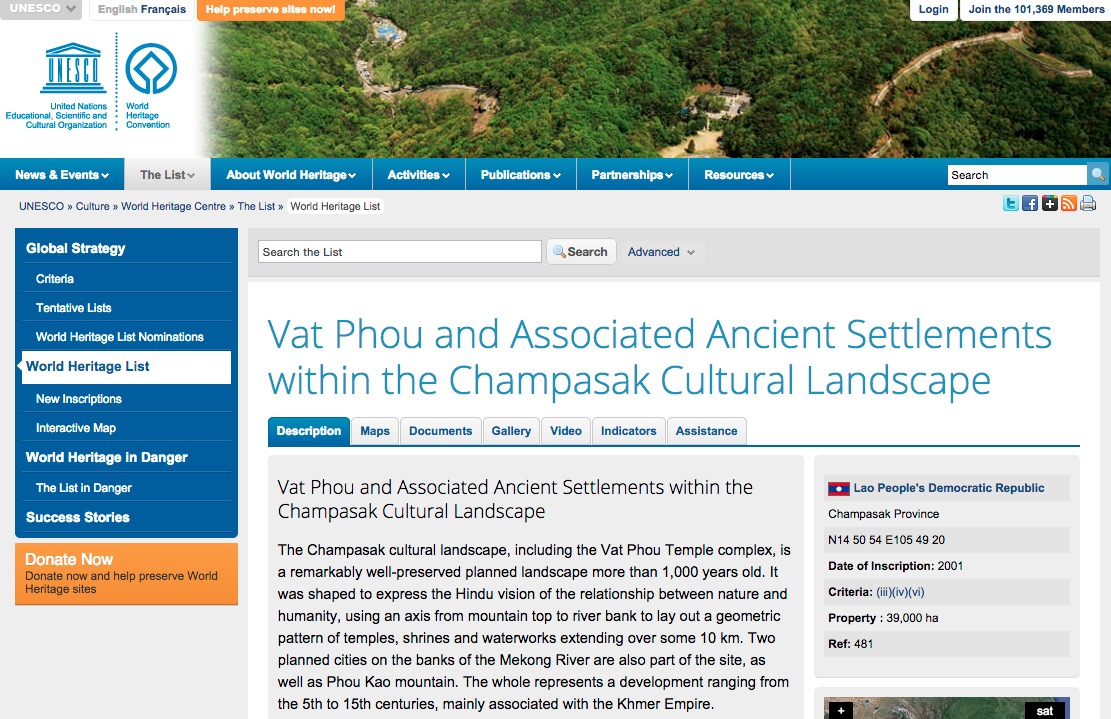 UNESCO
English Français
Help preserve sites now!
Login
Join the 101,369 Members
UNESCO
United Nations
Educational, Scientific and
Cultural Organization
World
Heritage
Convention
News & Events
The List
About World Heritage
Activities
Publications
Partnerships
Resources
Search
UNESCO » Culture » World Heritage Centre » The List » World Heritage List
Global Strategy
Criteria
Tentative Lists
World Heritage List Nominations
World Heritage List
New Inscriptions
Interactive Map
World Heritage in Danger
The List in Danger
Success Stories
Donate Now
Donate now and help preserve World
Heritage sites
Search the List
Search
Advanced
Vat Phou and Associated Ancient Settlements
within the Champasak Cultural Landscape
Description
Maps
Documents
Gallery
Video
Indicators
Assistance
Vat Phou and Associated Ancient Settlements within the
Champasak Cultural Landscape
The Champasak cultural landscape, including the Vat Phou Temple complex, is
a remarkably well-preserved planned landscape more than 1,000 years old. It
was shaped to express the Hindu vision of the relationship between nature and
humanity, using an axis from mountain top to river bank to lay out a geometric
pattern of temples, shrines and waterworks extending over some 10 km. Two
planned cities on the banks of the Mekong River are also part of the site, as
well as Phou Kao mountain. The whole represents a development ranging from
the 5th to 15th centuries, mainly associated with the Khmer Empire.
Lao People's Democratic Republic
Champasak Province
N14 50 54 E105 49 20
Date of Inscription: 2001
Criteria: (iii)(iv)(vi)
Property : 39,000 ha
Ref: 481
+
sat